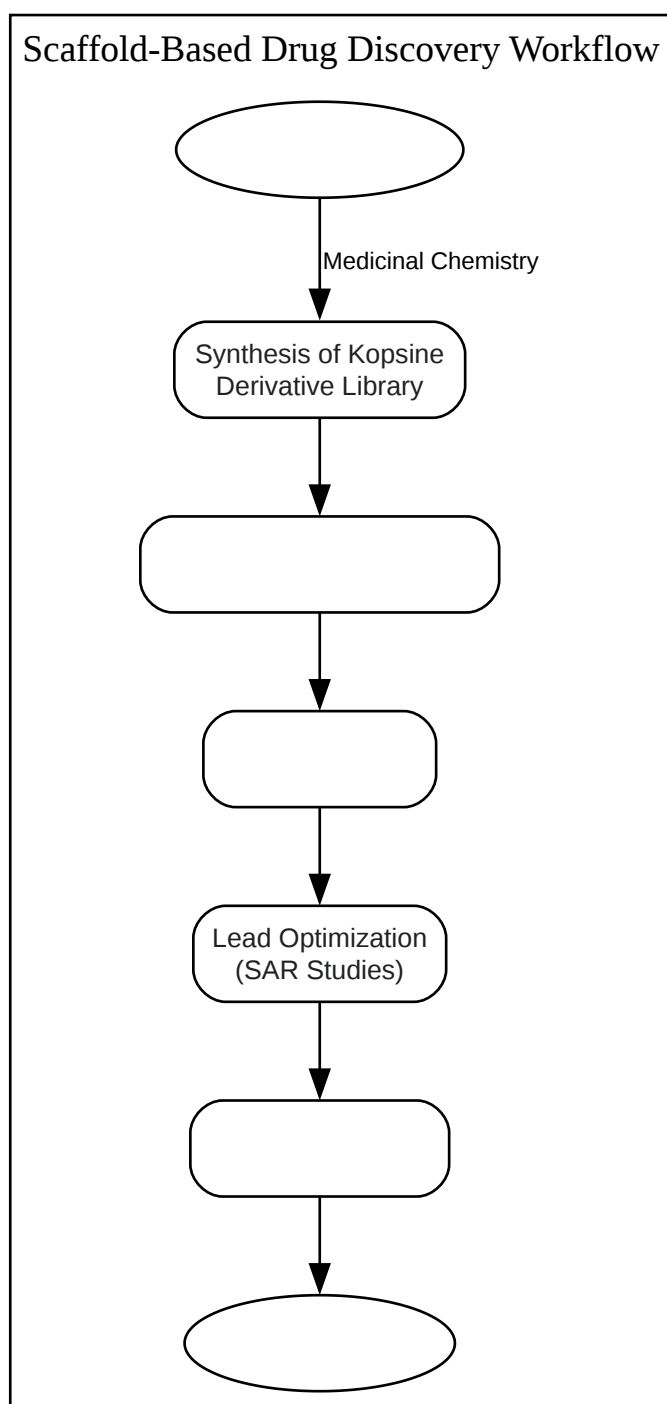 Scaffold-Based Drug Discovery Workflow
Medicinal Chemistry
Synthesis of Kopsine
Derivative Library
Lead Optimization
(SAR Studies)